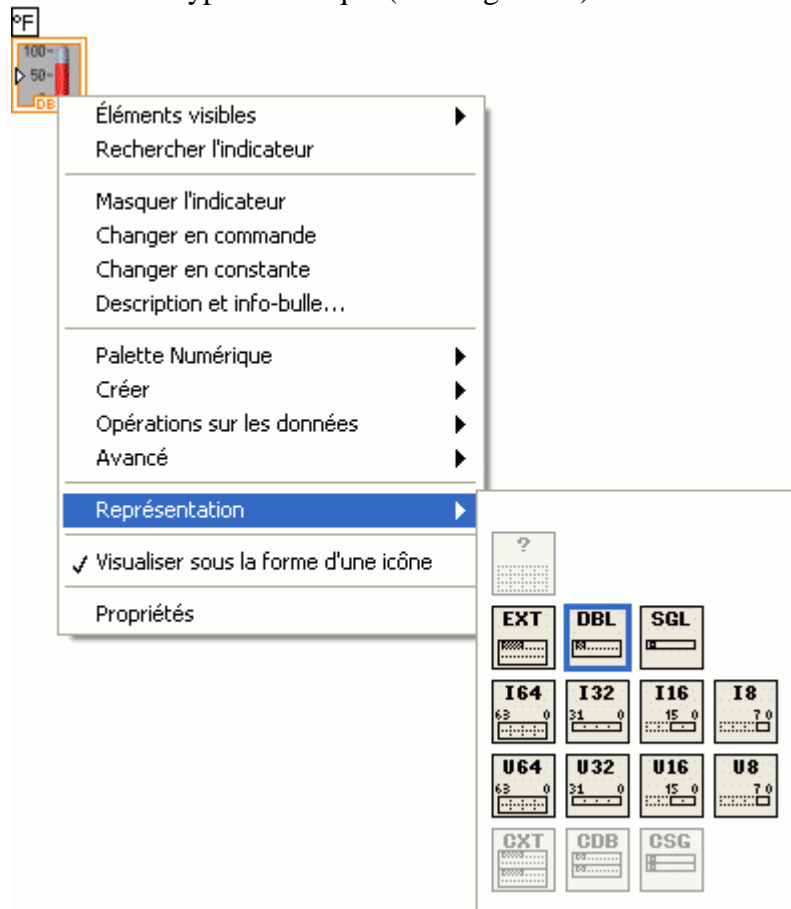 °F
100
50
DB
Éléments visibles
Rechercher l'indicateur
Masquer l'indicateur
Changer en commande
Changer en constante
Description et info-bulle...
Palette Numérique
Créer
Opérations sur les données
Avancé
Représentation
Visualiser sous la forme d'une icône
Propriétés
?
EXT DBL SGL
I64 I32 I16 I8
63 0 31 0 15 0 7 0
U64 U32 U16 U8
63 0 31 0 15 0 7 0
CXT CDB CSG